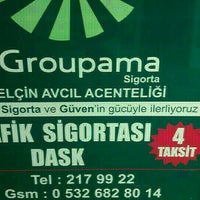 Groupama
Sigorta
ELÇİN AVCIL ACENTELİĞİ
Sigorta ve Güven'in gücüyle ilerliyoruz
FİK SİGORTASI
4
TAKSİT
DASK
Tel : 217 99 22
Gsm : 0 532 682 80 14